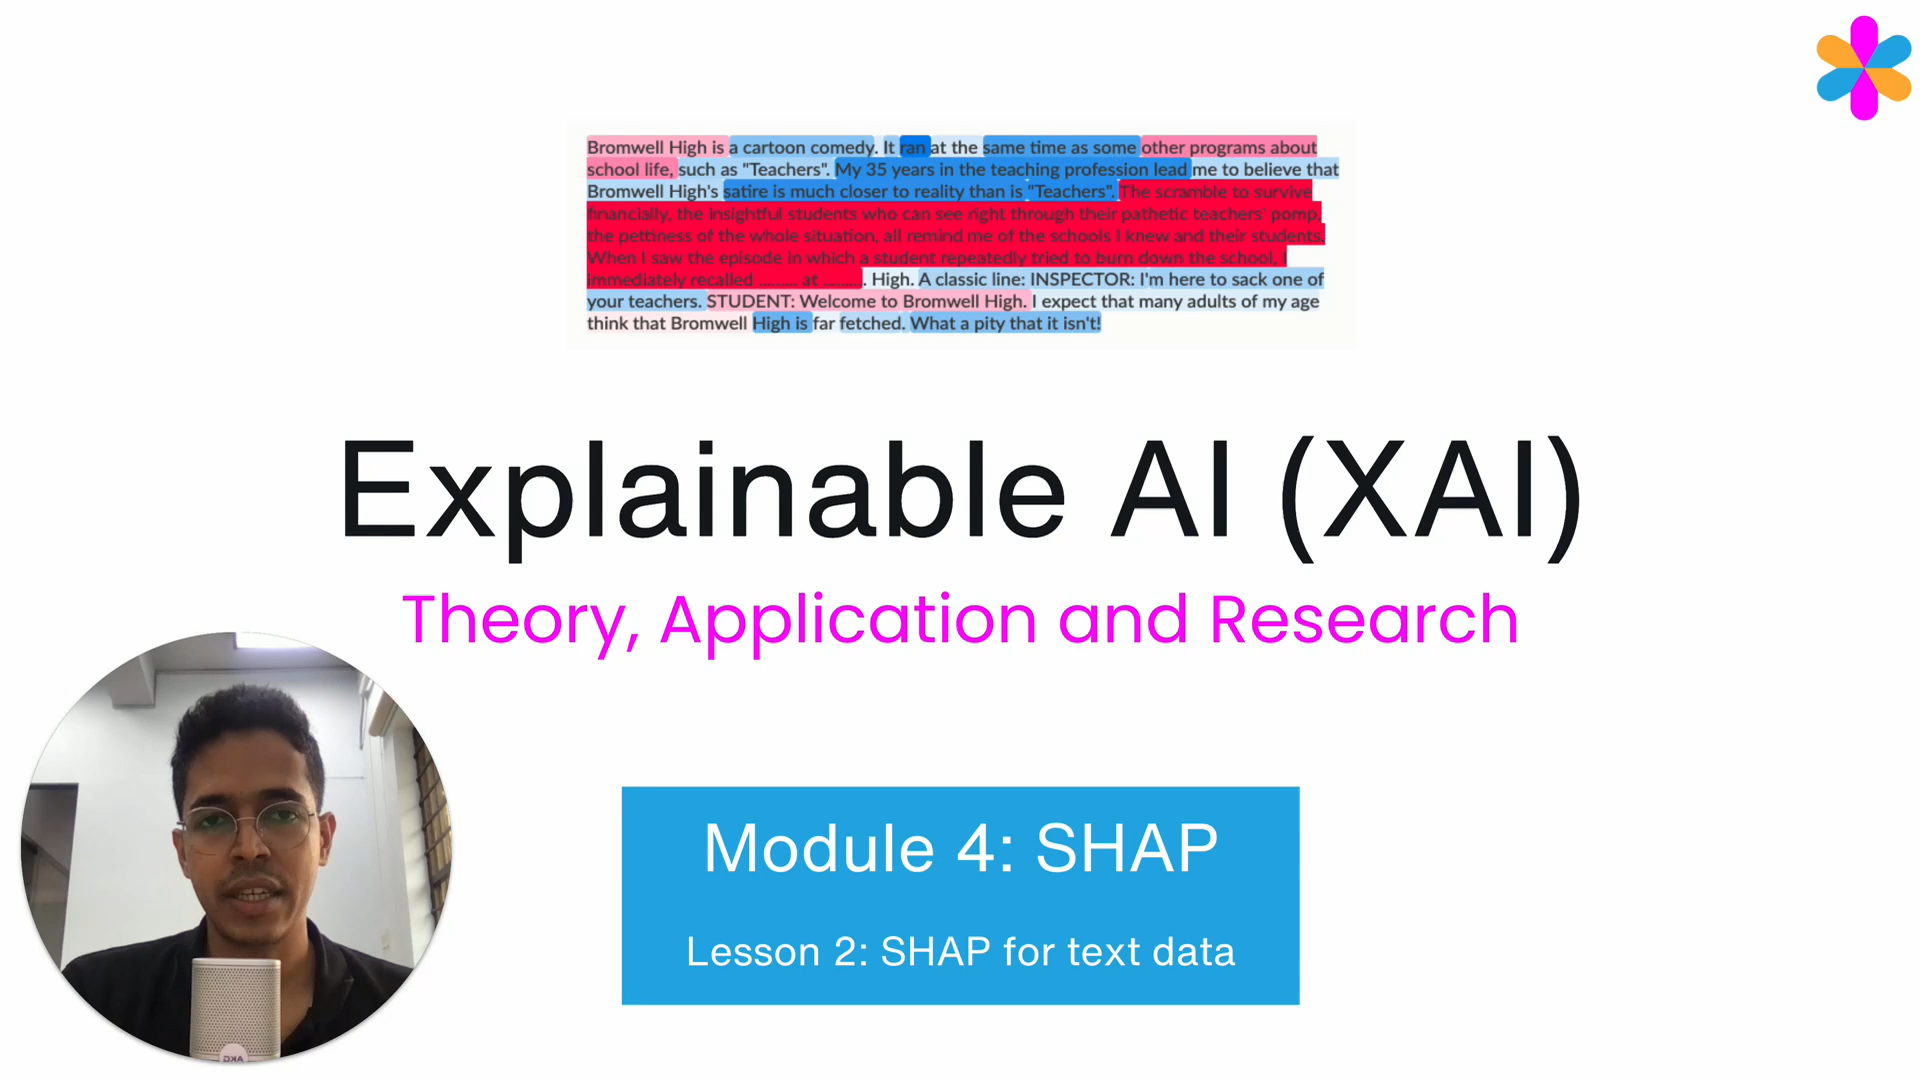 Bromwell High is a cartoon comedy. It ran at the same time as some other programs about
school life, such as "Teachers". My 35 years in the teaching profession lead me to believe that
Bromwell High's satire is much closer to reality than is "Teachers". The scramble to survive
financially, the insightful students who can see right through their pathetic teachers' pomp,
the pettiness of the whole situation, all remind me of the schools I knew and their students.
When I saw the episode in which a student repeatedly tried to burn down the school, I
immediately recalled ......... at .......... High. A classic line: INSPECTOR: I'm here to sack one of
your teachers. STUDENT: Welcome to Bromwell High. I expect that many adults of my age
think that Bromwell High is far fetched. What a pity that it isn't!
Explainable AI (XAI)
Theory, Application and Research
Module 4: SHAP
Lesson 2: SHAP for text data
AKG